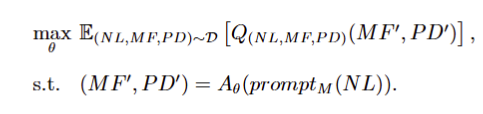 max_θ 𝔼_{(NL,MF,PD)∼𝒟} [Q_{(NL,MF,PD)}(MF′, PD′)] ,
s.t. (MF′, PD′) = A_θ(prompt_M(NL)).